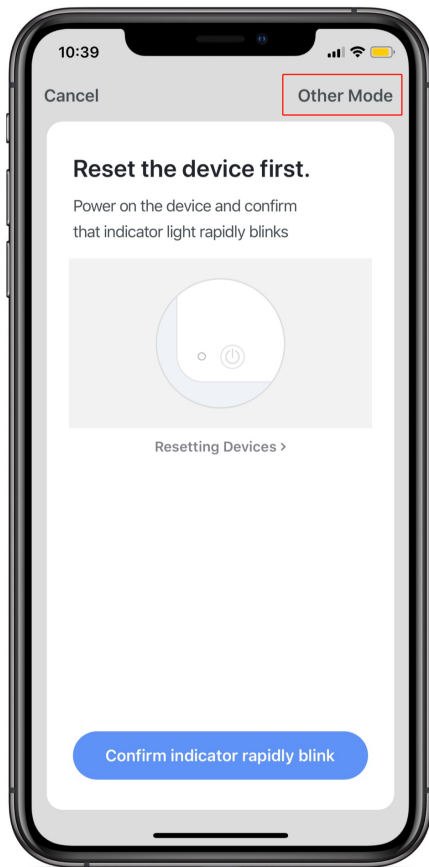 10:39
Cancel
Other Mode
Reset the device first.
Power on the device and confirm
that indicator light rapidly blinks
Resetting Devices >
Confirm indicator rapidly blink